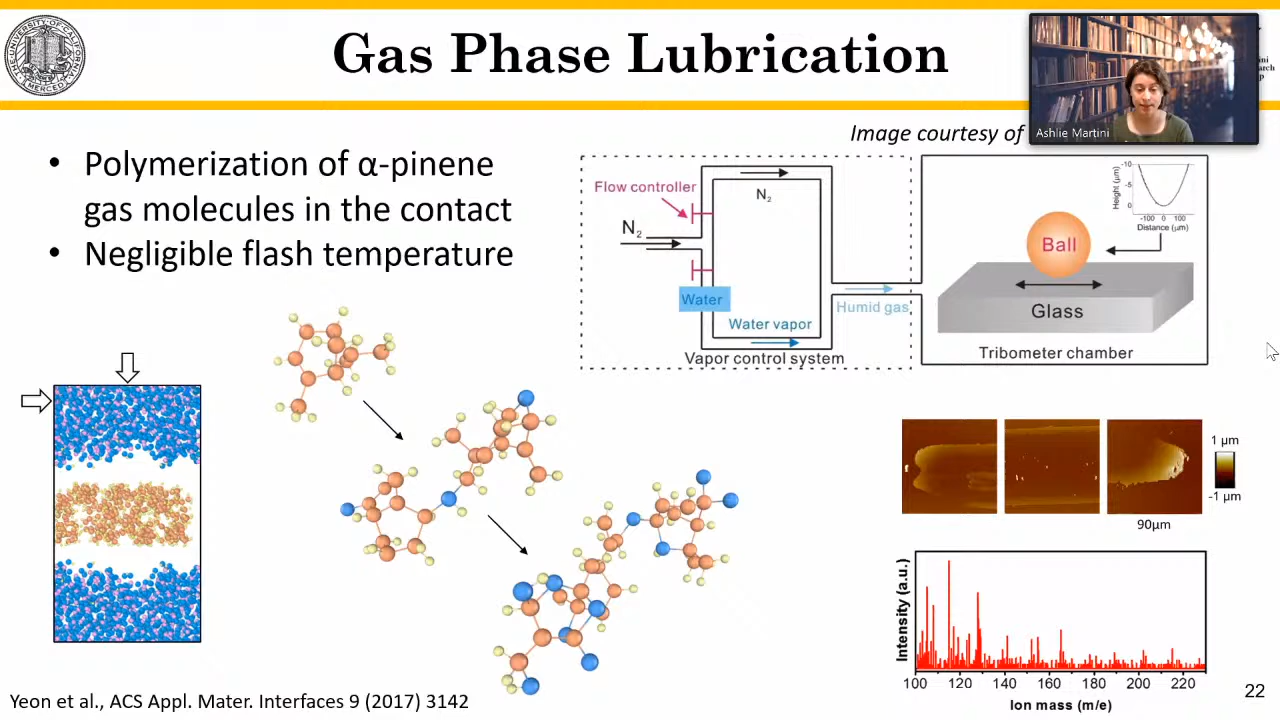 Gas Phase Lubrication
Ashlie Martini
Image courtesy of
• Polymerization of α-pinene
gas molecules in the contact
• Negligible flash temperature
Flow controller
N₂
N₂
Water
Water vapor
Humid gas
Vapor control system
Height (µm)
-10
-5
0
-100 0 100
Distance (µm)
Ball
Glass
Tribometer chamber
1 µm
-1 µm
90µm
Intensity (a.u.)
100 120 140 160 180 200 220
Ion mass (m/e)
Yeon et al., ACS Appl. Mater. Interfaces 9 (2017) 3142
22